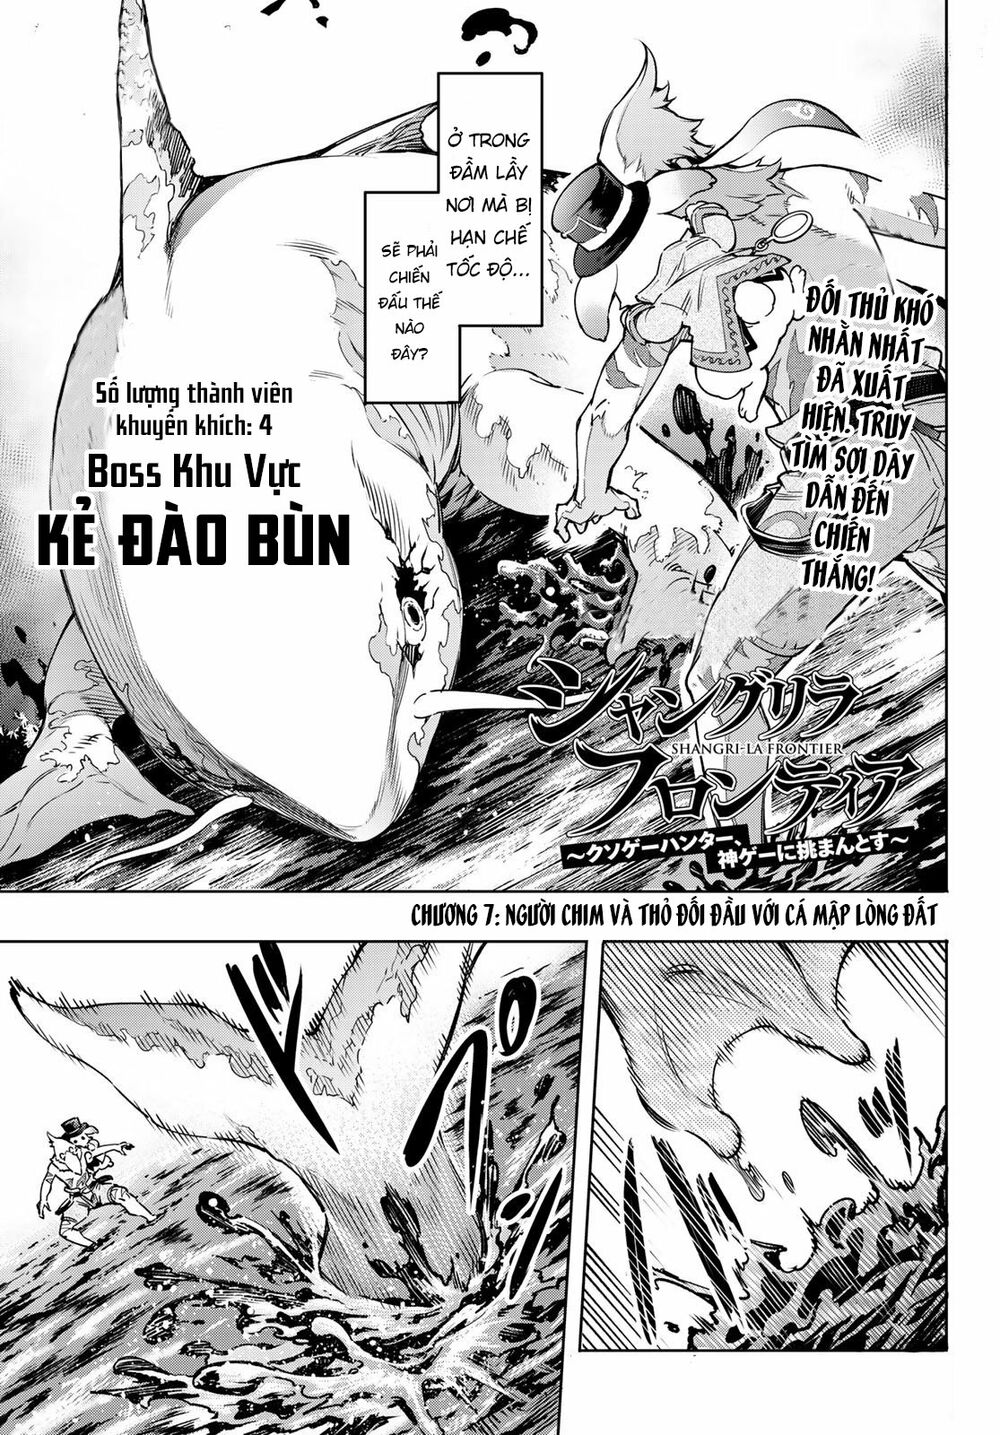 Ở TRONG
ĐẦM LẦY
NƠI MÀ BỊ
HẠN CHẾ
TỐC ĐỘ...
SẼ PHẢI
CHIẾN
ĐẤU THẾ
NÀO
ĐÂY?
ĐỐI THỦ KHÓ
NHẰN NHẤT
ĐÃ XUẤT
HIỆN. TRUY
TÌM SỢI DÂY
DẪN ĐẾN
CHIẾN
THẮNG!
Số lượng thành viên
khuyến khích: 4
Boss Khu Vực
KẺ ĐÀO BÙN
シャングリラ
SHANGRI-LA FRONTIER
フロンティア
～クソゲーハンター、
神ゲーに挑まんとす～
CHƯƠNG 7: NGƯỜI CHIM VÀ THỎ ĐỐI ĐẦU VỚI CÁ MẬP LÒNG ĐẤT